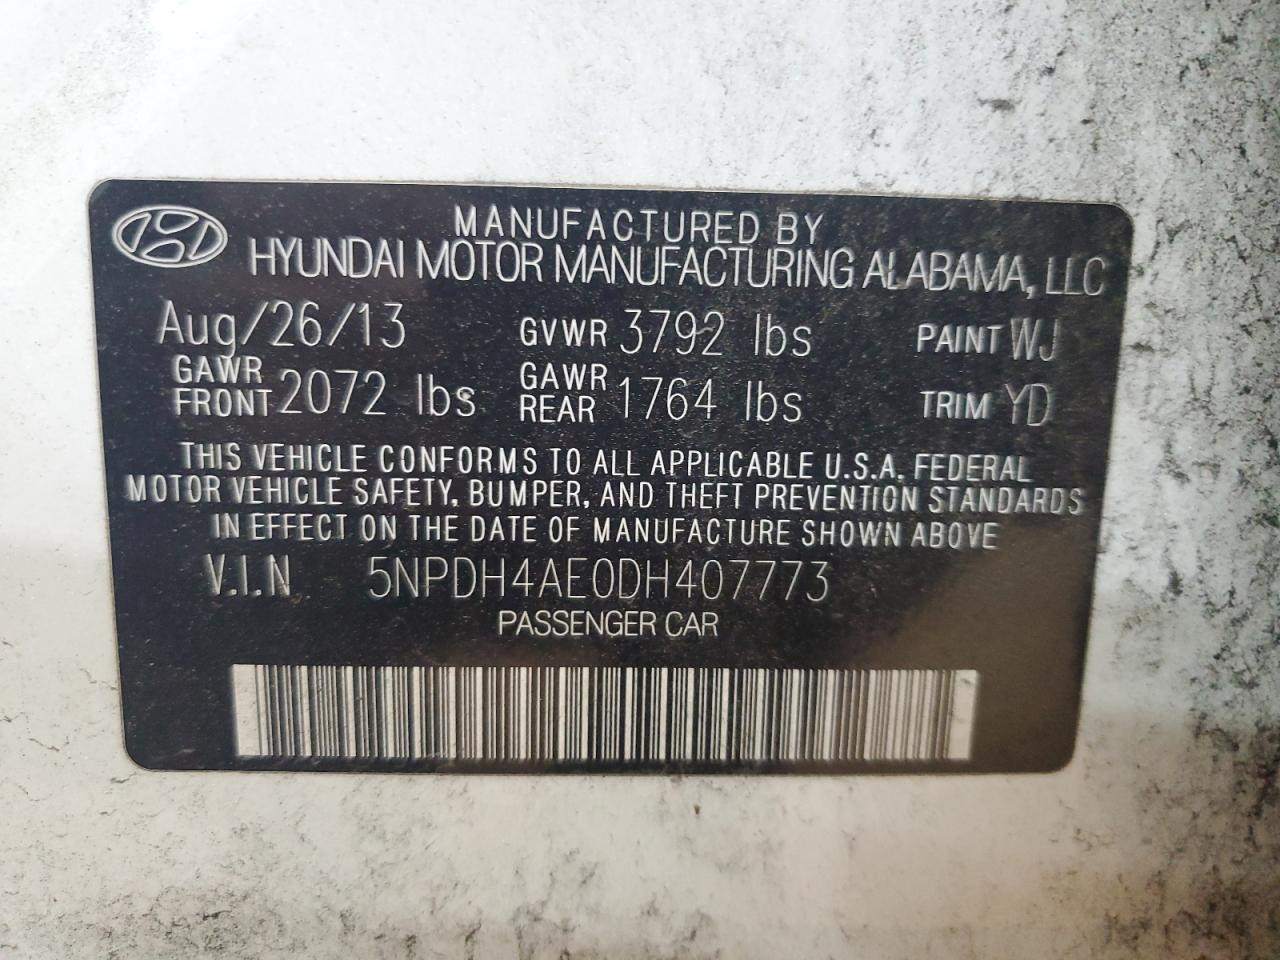 MANUFACTURED BY
HYUNDAI MOTOR MANUFACTURING ALABAMA, LLC
Aug/26/13 GVWR 3792 lbs PAINT WJ
GAWR FRONT 2072 lbs GAWR REAR 1764 lbs TRIM YD
THIS VEHICLE CONFORMS TO ALL APPLICABLE U.S.A. FEDERAL
MOTOR VEHICLE SAFETY, BUMPER, AND THEFT PREVENTION STANDARDS
IN EFFECT ON THE DATE OF MANUFACTURE SHOWN ABOVE
V.I.N 5NPDH4AE0DH407773
PASSENGER CAR